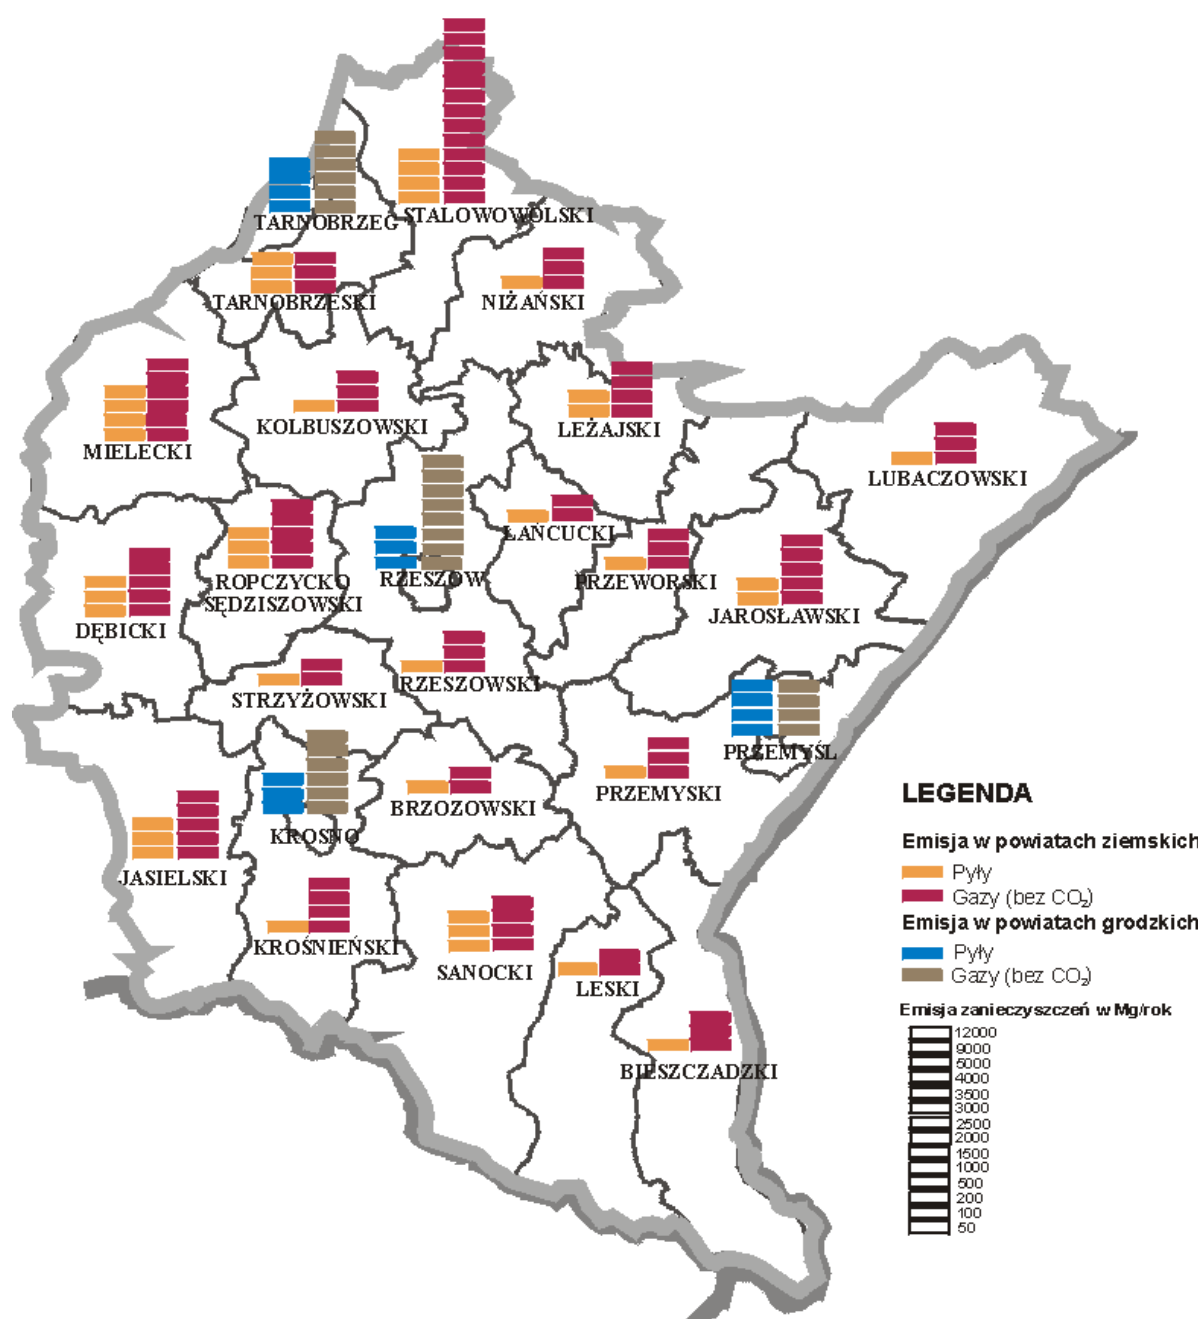 TARNOBRZEG
STALOWOWOLSKI
TARNOBRZESKI
NIŻAŃSKI
KOLBUSZOWSKI
LEŻAJSKI
MIELECKI
LUBACZOWSKI
ŁAŃCUCKI
ROPCZYCKO
SĘDZISZOWSKI
RZESZÓW
PRZEWORSKI
JAROSŁAWSKI
DĘBICKI
STRZYŻOWSKI
RZESZOWSKI
PRZEMYŚL
BRZOZOWSKI
PRZEMYSKI
KROSNO
JASIELSKI
KROŚNIEŃSKI
SANOCKI
LESKI
BIESZCZADZKI
LEGENDA
Emisja w powiatach ziemskich
Pyły
Gazy (bez CO₂)
Emisja w powiatach grodzkich
Pyły
Gazy (bez CO₂)
Emisja zanieczyszczeń w Mg/rok
12000
9000
5000
4000
3500
3000
2500
2000
1500
1000
500
200
100
50